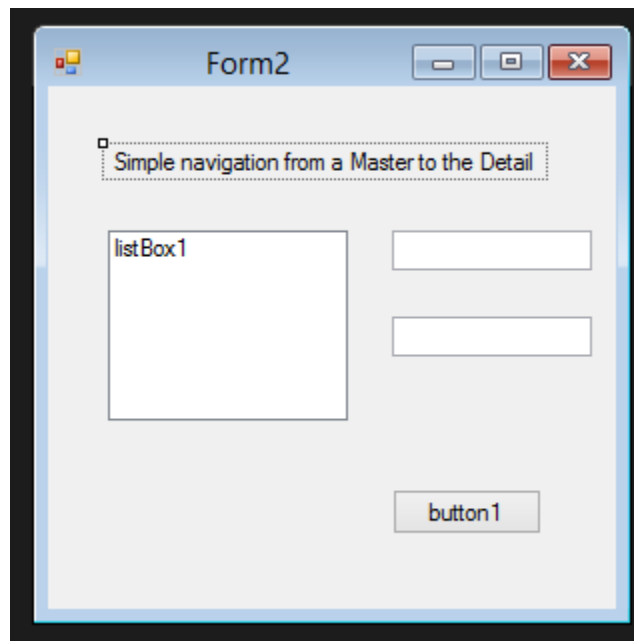 Form2
Simple navigation from a Master to the Detail
listBox1
button1